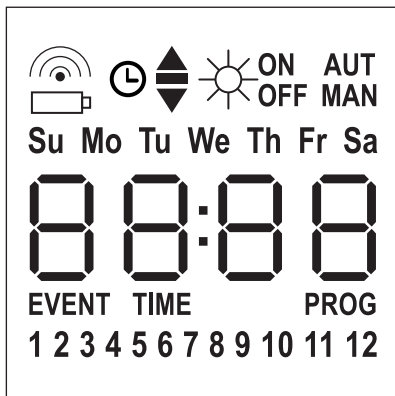 ON AUT
OFF MAN
Su Mo Tu We Th Fr Sa
88:88
EVENT TIME PROG
1 2 3 4 5 6 7 8 9 10 11 12